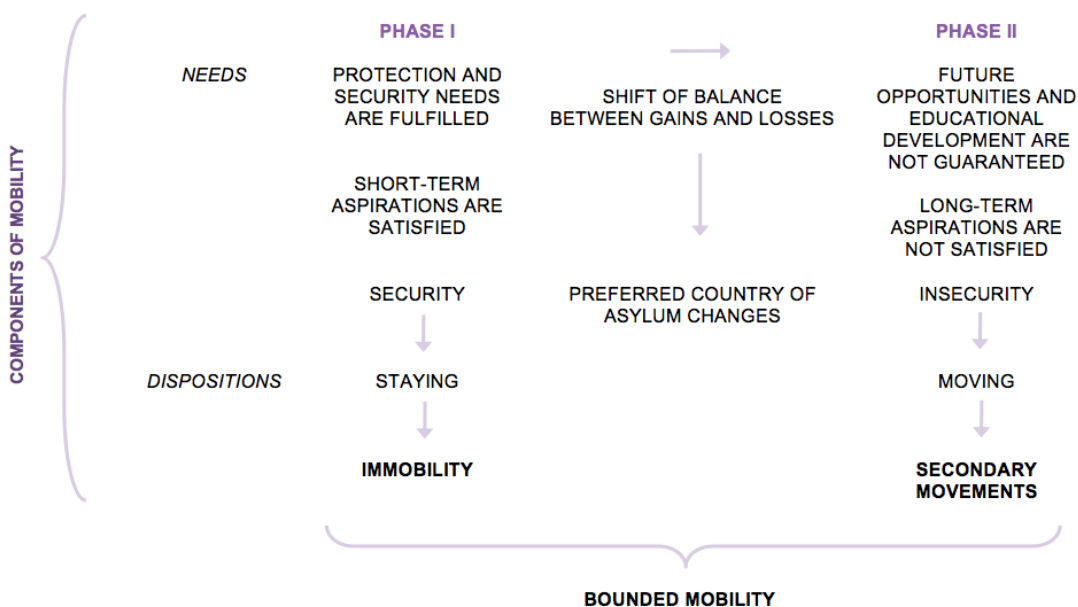 COMPONENTS OF MOBILITY
PHASE I
PHASE II
NEEDS
PROTECTION AND
SECURITY NEEDS
ARE FULFILLED
SHIFT OF BALANCE
BETWEEN GAINS AND LOSSES
FUTURE
OPPORTUNITIES AND
EDUCATIONAL
DEVELOPMENT ARE
NOT GUARANTEED
SHORT-TERM
ASPIRATIONS ARE
SATISFIED
LONG-TERM
ASPIRATIONS ARE
NOT SATISFIED
SECURITY
PREFERRED COUNTRY OF
ASYLUM CHANGES
INSECURITY
DISPOSITIONS
STAYING
MOVING
IMMOBILITY
SECONDARY
MOVEMENTS
BOUNDED MOBILITY